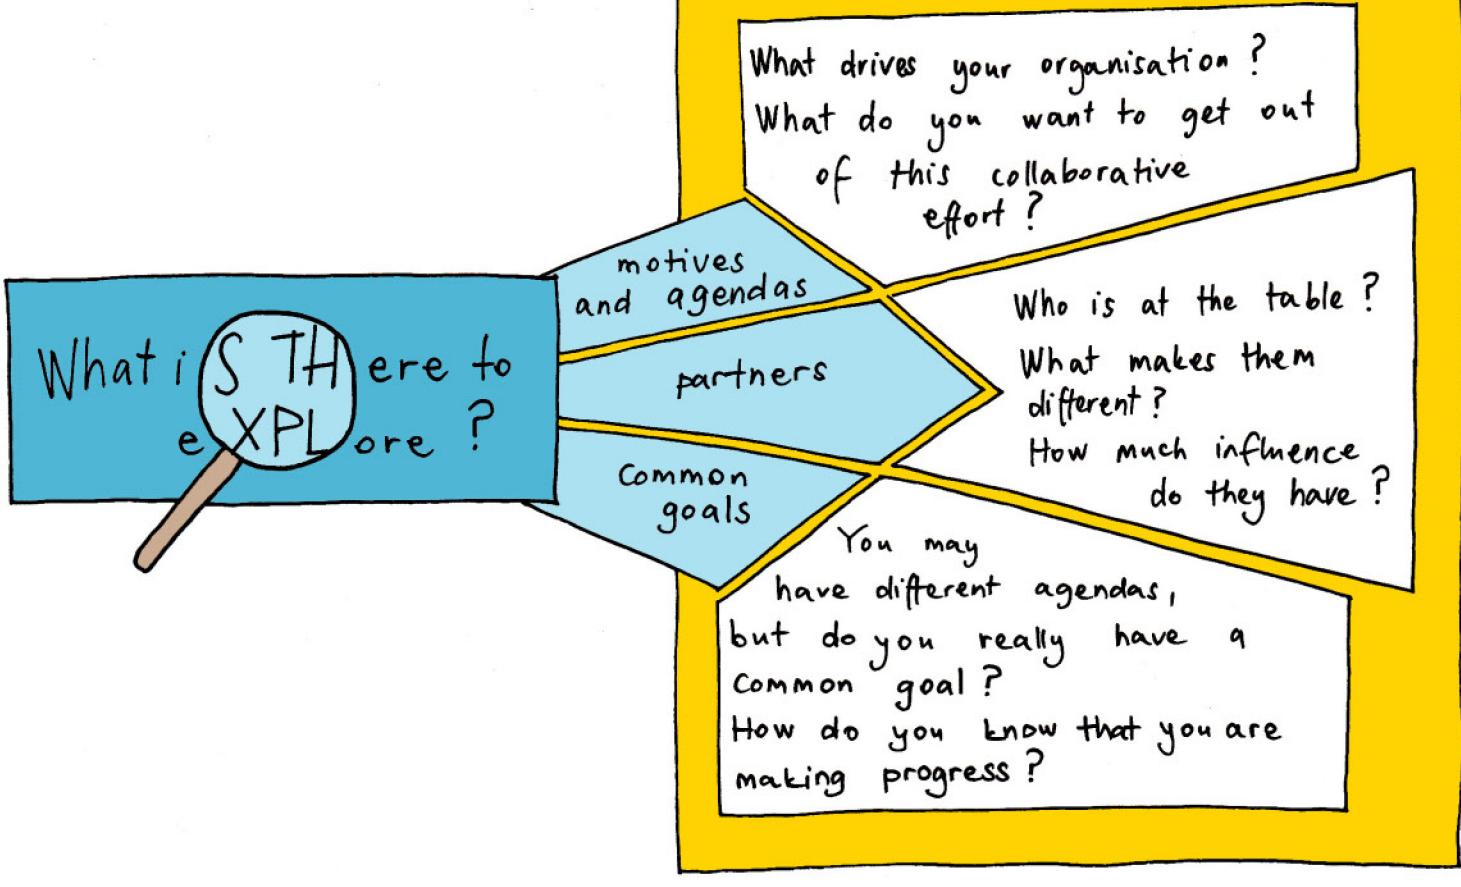 What iS THere to
eXPLore ?
motives
and agendas
partners
Common
goals
What drives your organisation ?
What do you want to get out
of this collaborative
effort ?
Who is at the table ?
What makes them
different ?
How much influence
do they have ?
You may
have different agendas,
but do you really have a
common goal ?
How do you know that you are
making progress ?